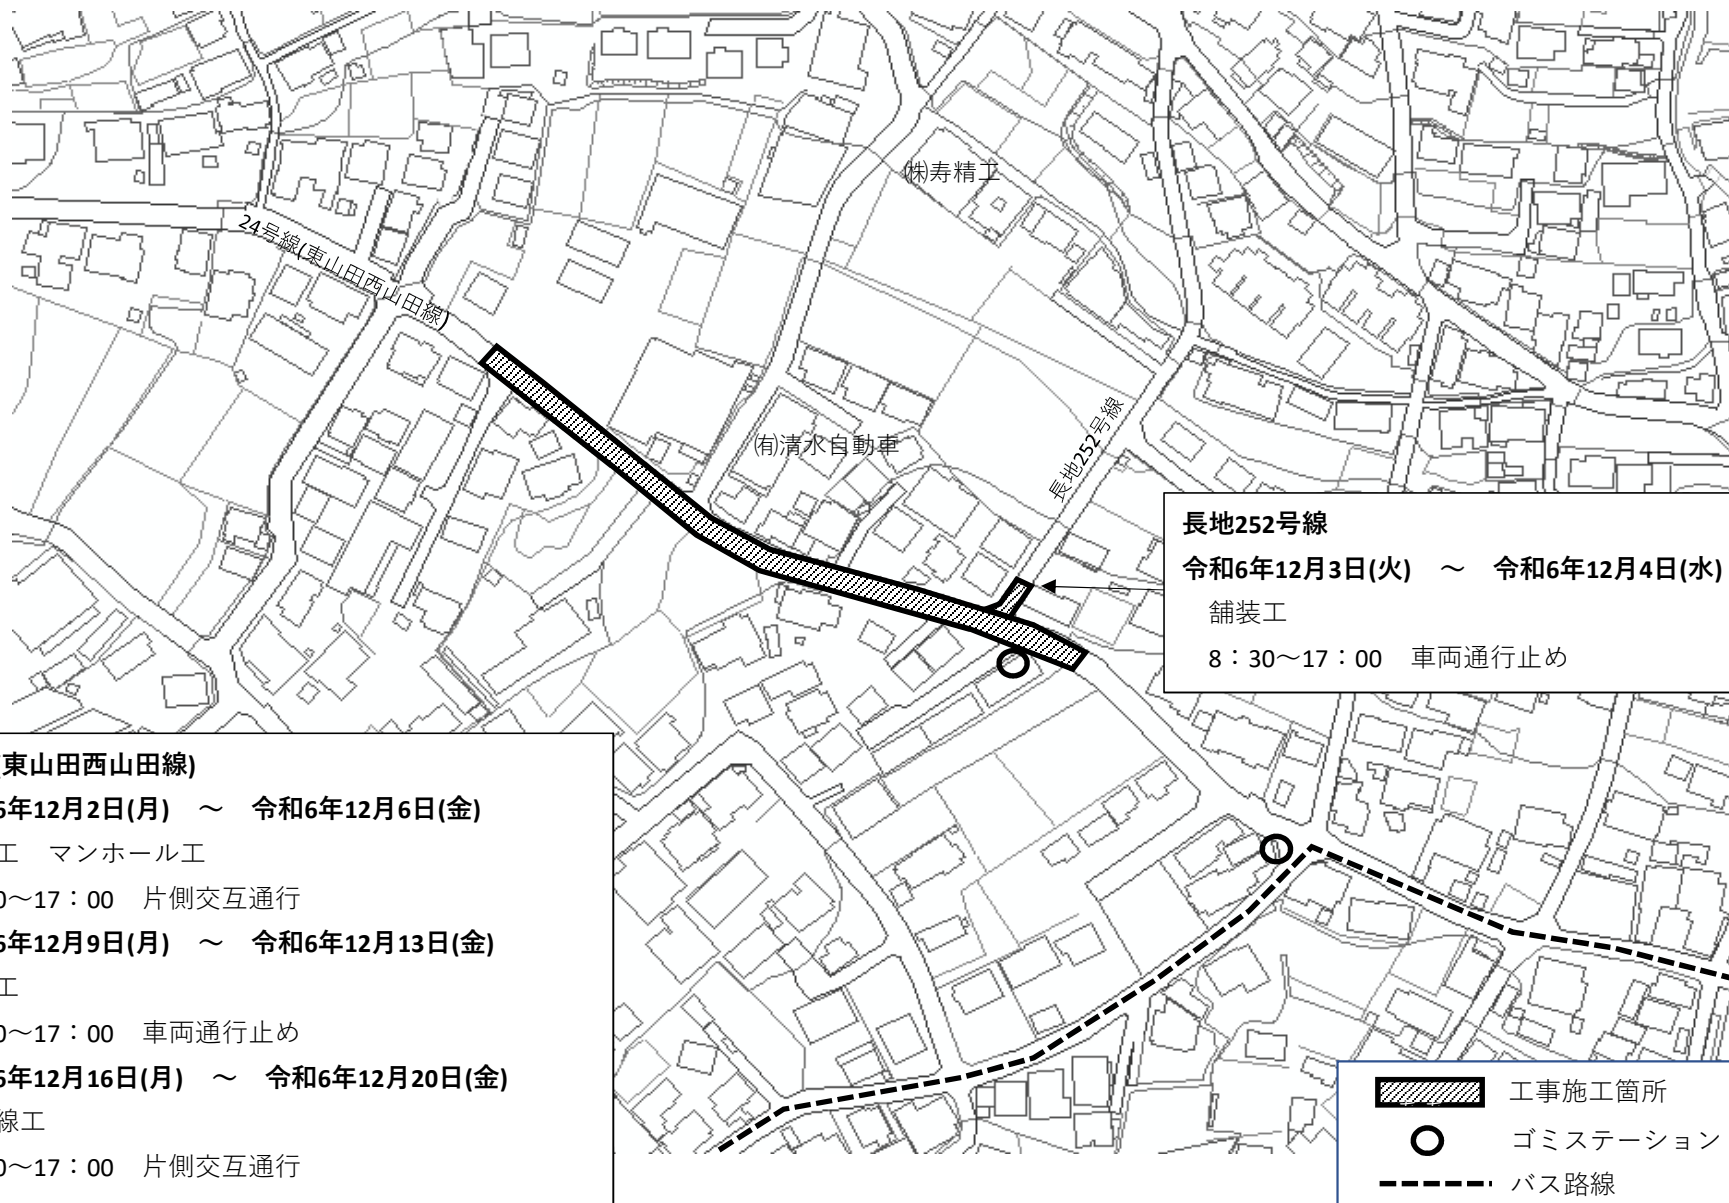 ㈱寿精工
24号線(東山田西山田線)
㈲清水自動車
長地252号線
長地252号線
令和6年12月3日(火)　～　令和6年12月4日(水)
舗装工
8：30～17：00　車両通行止め
東山田西山田線)
6年12月2日(月)　～　令和6年12月6日(金)
工　マンホール工
0～17：00　片側交互通行
6年12月9日(月)　～　令和6年12月13日(金)
工
0～17：00　車両通行止め
6年12月16日(月)　～　令和6年12月20日(金)
線工
0～17：00　片側交互通行
工事施工箇所
ゴミステーション
バス路線